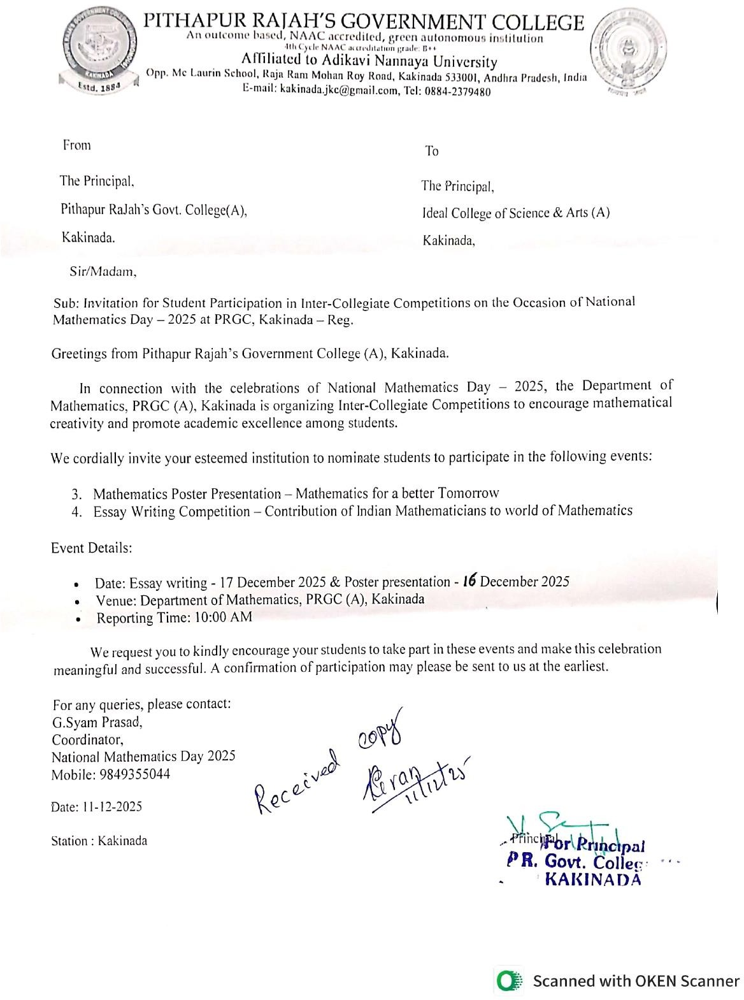 PITHAPUR RAJAH'S GOVERNMENT COLLEGE
An outcome based, NAAC accredited, green autonomous institution
4th Cycle NAAC accreditation grade: B++
Affiliated to Adikavi Nannaya University
Opp. Mc Laurin School, Raja Ram Mohan Roy Road, Kakinada 533001, Andhra Pradesh, India
E-mail: kakinada.jkc@gmail.com, Tel: 0884-2379480
KAKINADA
Estd. 1884
From
The Principal.
Pithapur RaJah's Govt. College(A),
Kakinada.
To
The Principal,
Ideal College of Science & Arts (A)
Kakinada,
Sir/Madam,
Sub: Invitation for Student Participation in Inter-Collegiate Competitions on the Occasion of National
Mathematics Day – 2025 at PRGC, Kakinada – Reg.
Greetings from Pithapur Rajah's Government College (A), Kakinada.
In connection with the celebrations of National Mathematics Day – 2025, the Department of
Mathematics, PRGC (A), Kakinada is organizing Inter-Collegiate Competitions to encourage mathematical
creativity and promote academic excellence among students.
We cordially invite your esteemed institution to nominate students to participate in the following events:
3. Mathematics Poster Presentation – Mathematics for a better Tomorrow
4. Essay Writing Competition – Contribution of Indian Mathematicians to world of Mathematics
Event Details:
• Date: Essay writing - 17 December 2025 & Poster presentation - 16 December 2025
• Venue: Department of Mathematics, PRGC (A), Kakinada
• Reporting Time: 10:00 AM
We request you to kindly encourage your students to take part in these events and make this celebration
meaningful and successful. A confirmation of participation may please be sent to us at the earliest.
For any queries, please contact:
G.Syam Prasad,
Coordinator,
National Mathematics Day 2025
Mobile: 9849355044
Received copy
Kiran
11/12/25
Date: 11-12-2025
Station : Kakinada
Principal
For Principal
P R. Govt. Colleg
KAKINADA
Scanned with OKEN Scanner